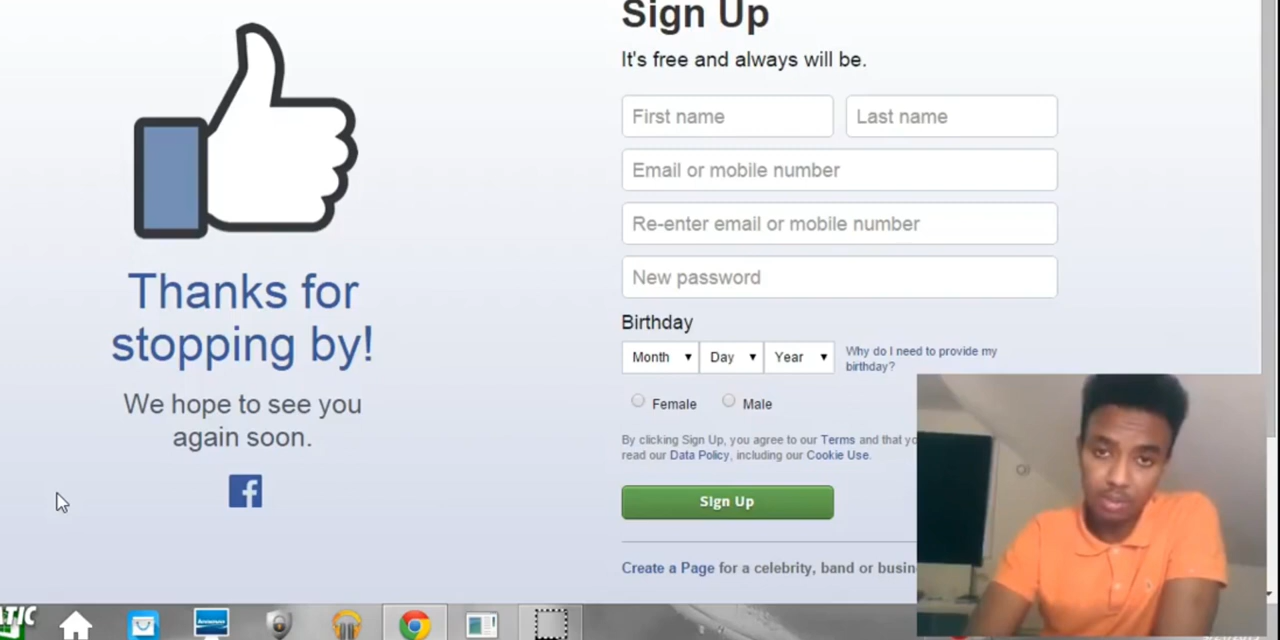 Sign Up
It's free and always will be.
First name
Last name
Email or mobile number
Re-enter email or mobile number
New password
Birthday
Month
Day
Year
Why do I need to provide my
birthday?
Female
Male
By clicking Sign Up, you agree to our Terms and that
read our Data Policy, including our Cookie Use.
Sign Up
Create a Page for a celebrity, band or
Thanks for
stopping by!
We hope to see you
again soon.
f